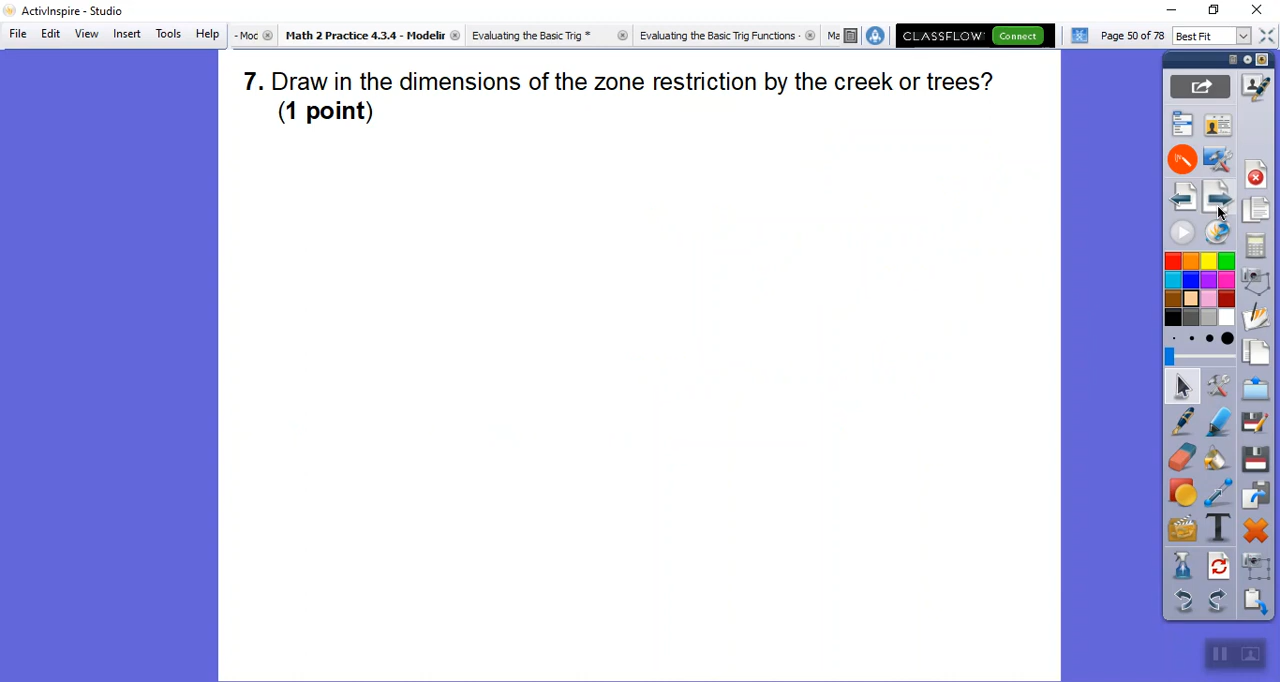 ActivInspire - Studio
File Edit View Insert Tools Help
- Mod
Math 2 Practice 4.3.4 - Modelir
Evaluating the Basic Trig *
Evaluating the Basic Trig Functions -
Ma
CLASSFLOW Connect
Page 50 of 78
Best Fit
7. Draw in the dimensions of the zone restriction by the creek or trees?
(1 point)